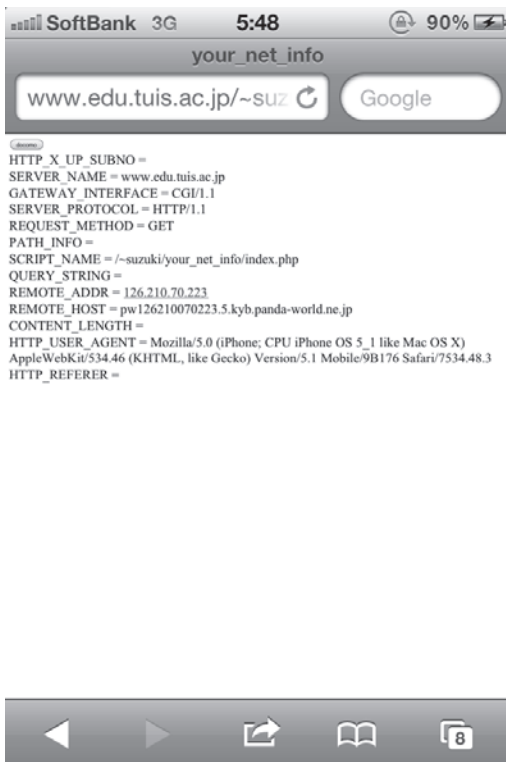 SoftBank 3G 5:48 90%
your_net_info
www.edu.tuis.ac.jp/~suz Google
docomo
HTTP_X_UP_SUBNO =
SERVER_NAME = www.edu.tuis.ac.jp
GATEWAY_INTERFACE = CGI/1.1
SERVER_PROTOCOL = HTTP/1.1
REQUEST_METHOD = GET
PATH_INFO =
SCRIPT_NAME = /~suzuki/your_net_info/index.php
QUERY_STRING =
REMOTE_ADDR = 126.210.70.223
REMOTE_HOST = pw126210070223.5.kyb.panda-world.ne.jp
CONTENT_LENGTH =
HTTP_USER_AGENT = Mozilla/5.0 (iPhone; CPU iPhone OS 5_1 like Mac OS X)
AppleWebKit/534.46 (KHTML, like Gecko) Version/5.1 Mobile/9B176 Safari/7534.48.3
HTTP_REFERER =
8